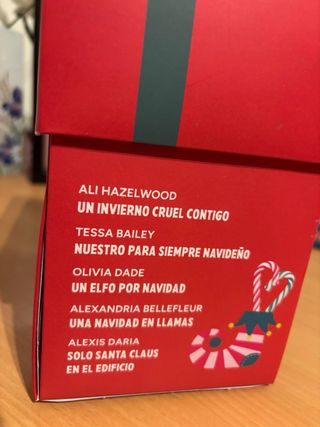 ALI HAZELWOOD
UN INVIERNO CRUEL CONTIGO
TESSA BAILEY
NUESTRO PARA SIEMPRE NAVIDEÑO
OLIVIA DADE
UN ELFO POR NAVIDAD
ALEXANDRIA BELLEFLEUR
UNA NAVIDAD EN LLAMAS
ALEXIS DARIA
SOLO SANTA CLAUS
EN EL EDIFICIO